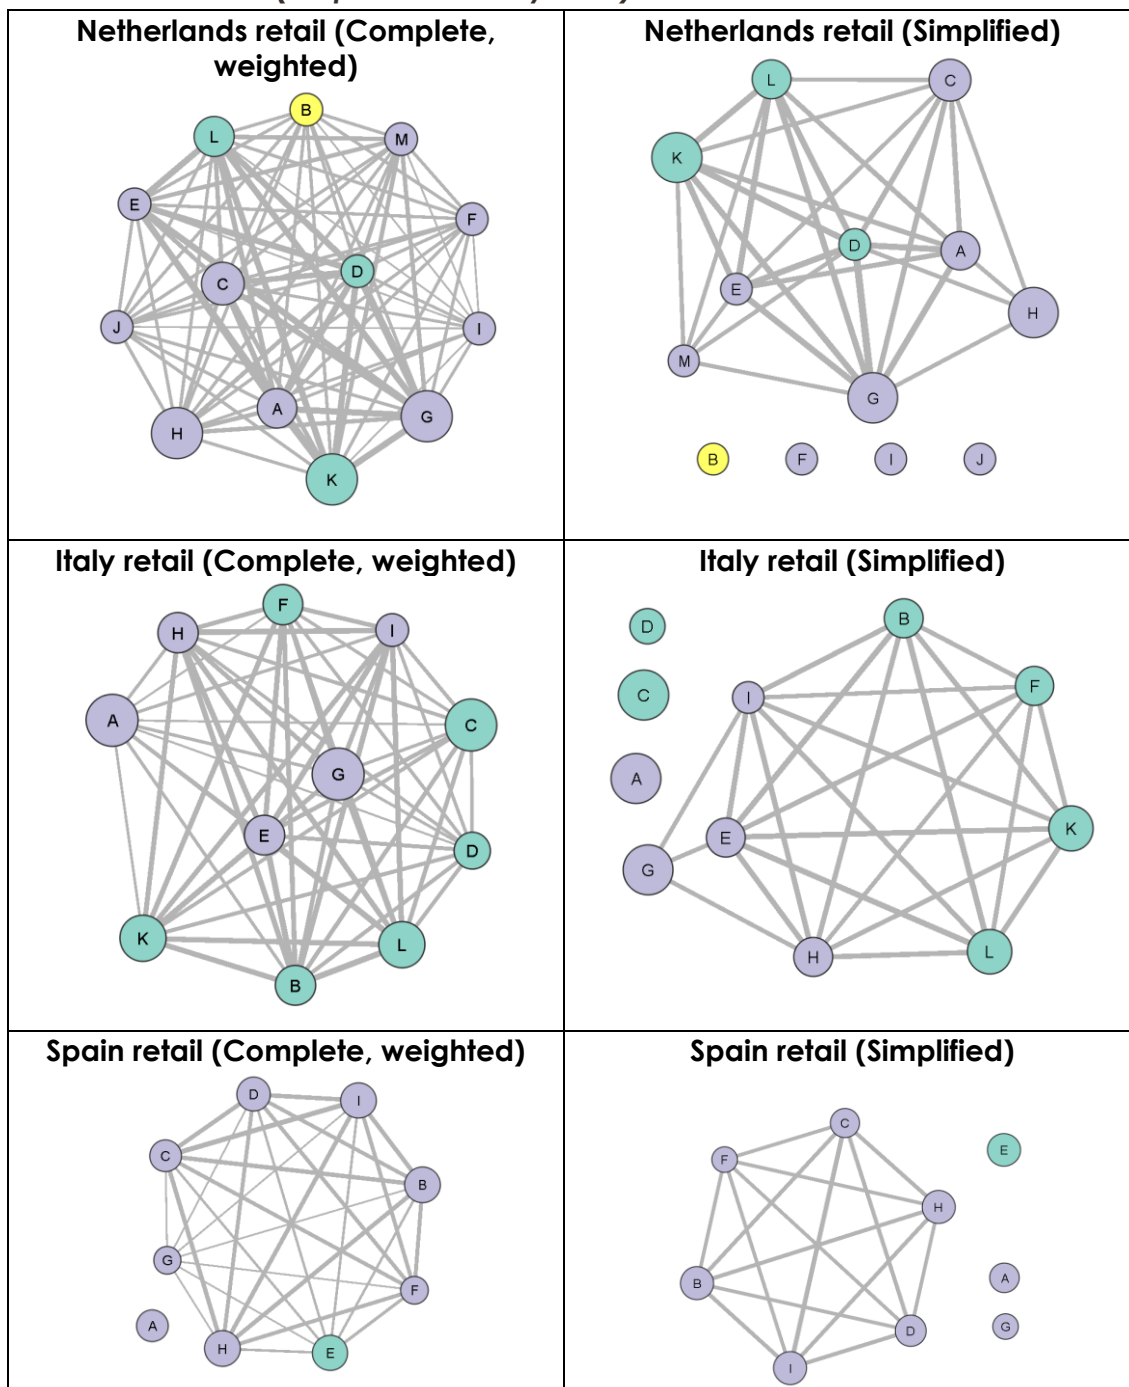 Netherlands retail (Complete,
weighted)
B
L
M
E
F
D
C
J
I
A
G
H
K
Netherlands retail (Simplified)
L
C
K
D
A
E
H
M
G
B
F
I
J
Italy retail (Complete, weighted)
F
H
I
A
C
G
E
D
K
L
B
Italy retail (Simplified)
D
B
C
I
F
A
K
E
G
H
L
Spain retail (Complete, weighted)
D
I
C
B
G
F
A
H
E
Spain retail (Simplified)
C
E
F
H
A
B
G
D
I